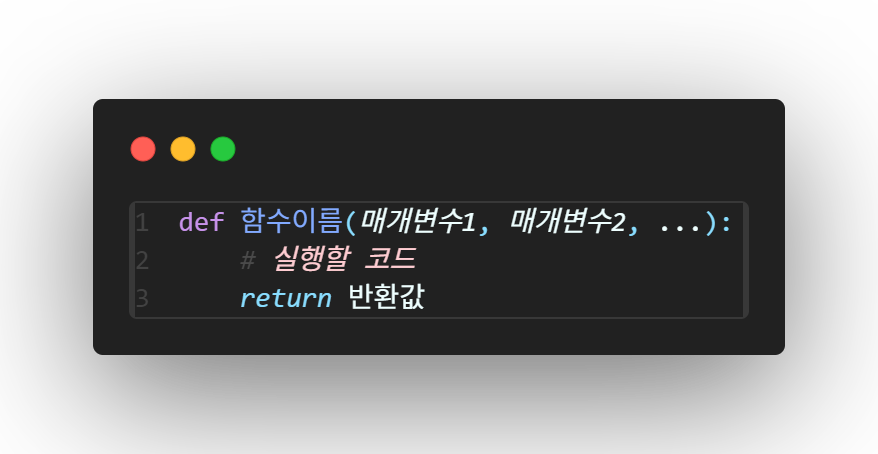 1 def 함수이름(매개변수1, 매개변수2, ...):
2 # 실행할 코드
3 return 반환값